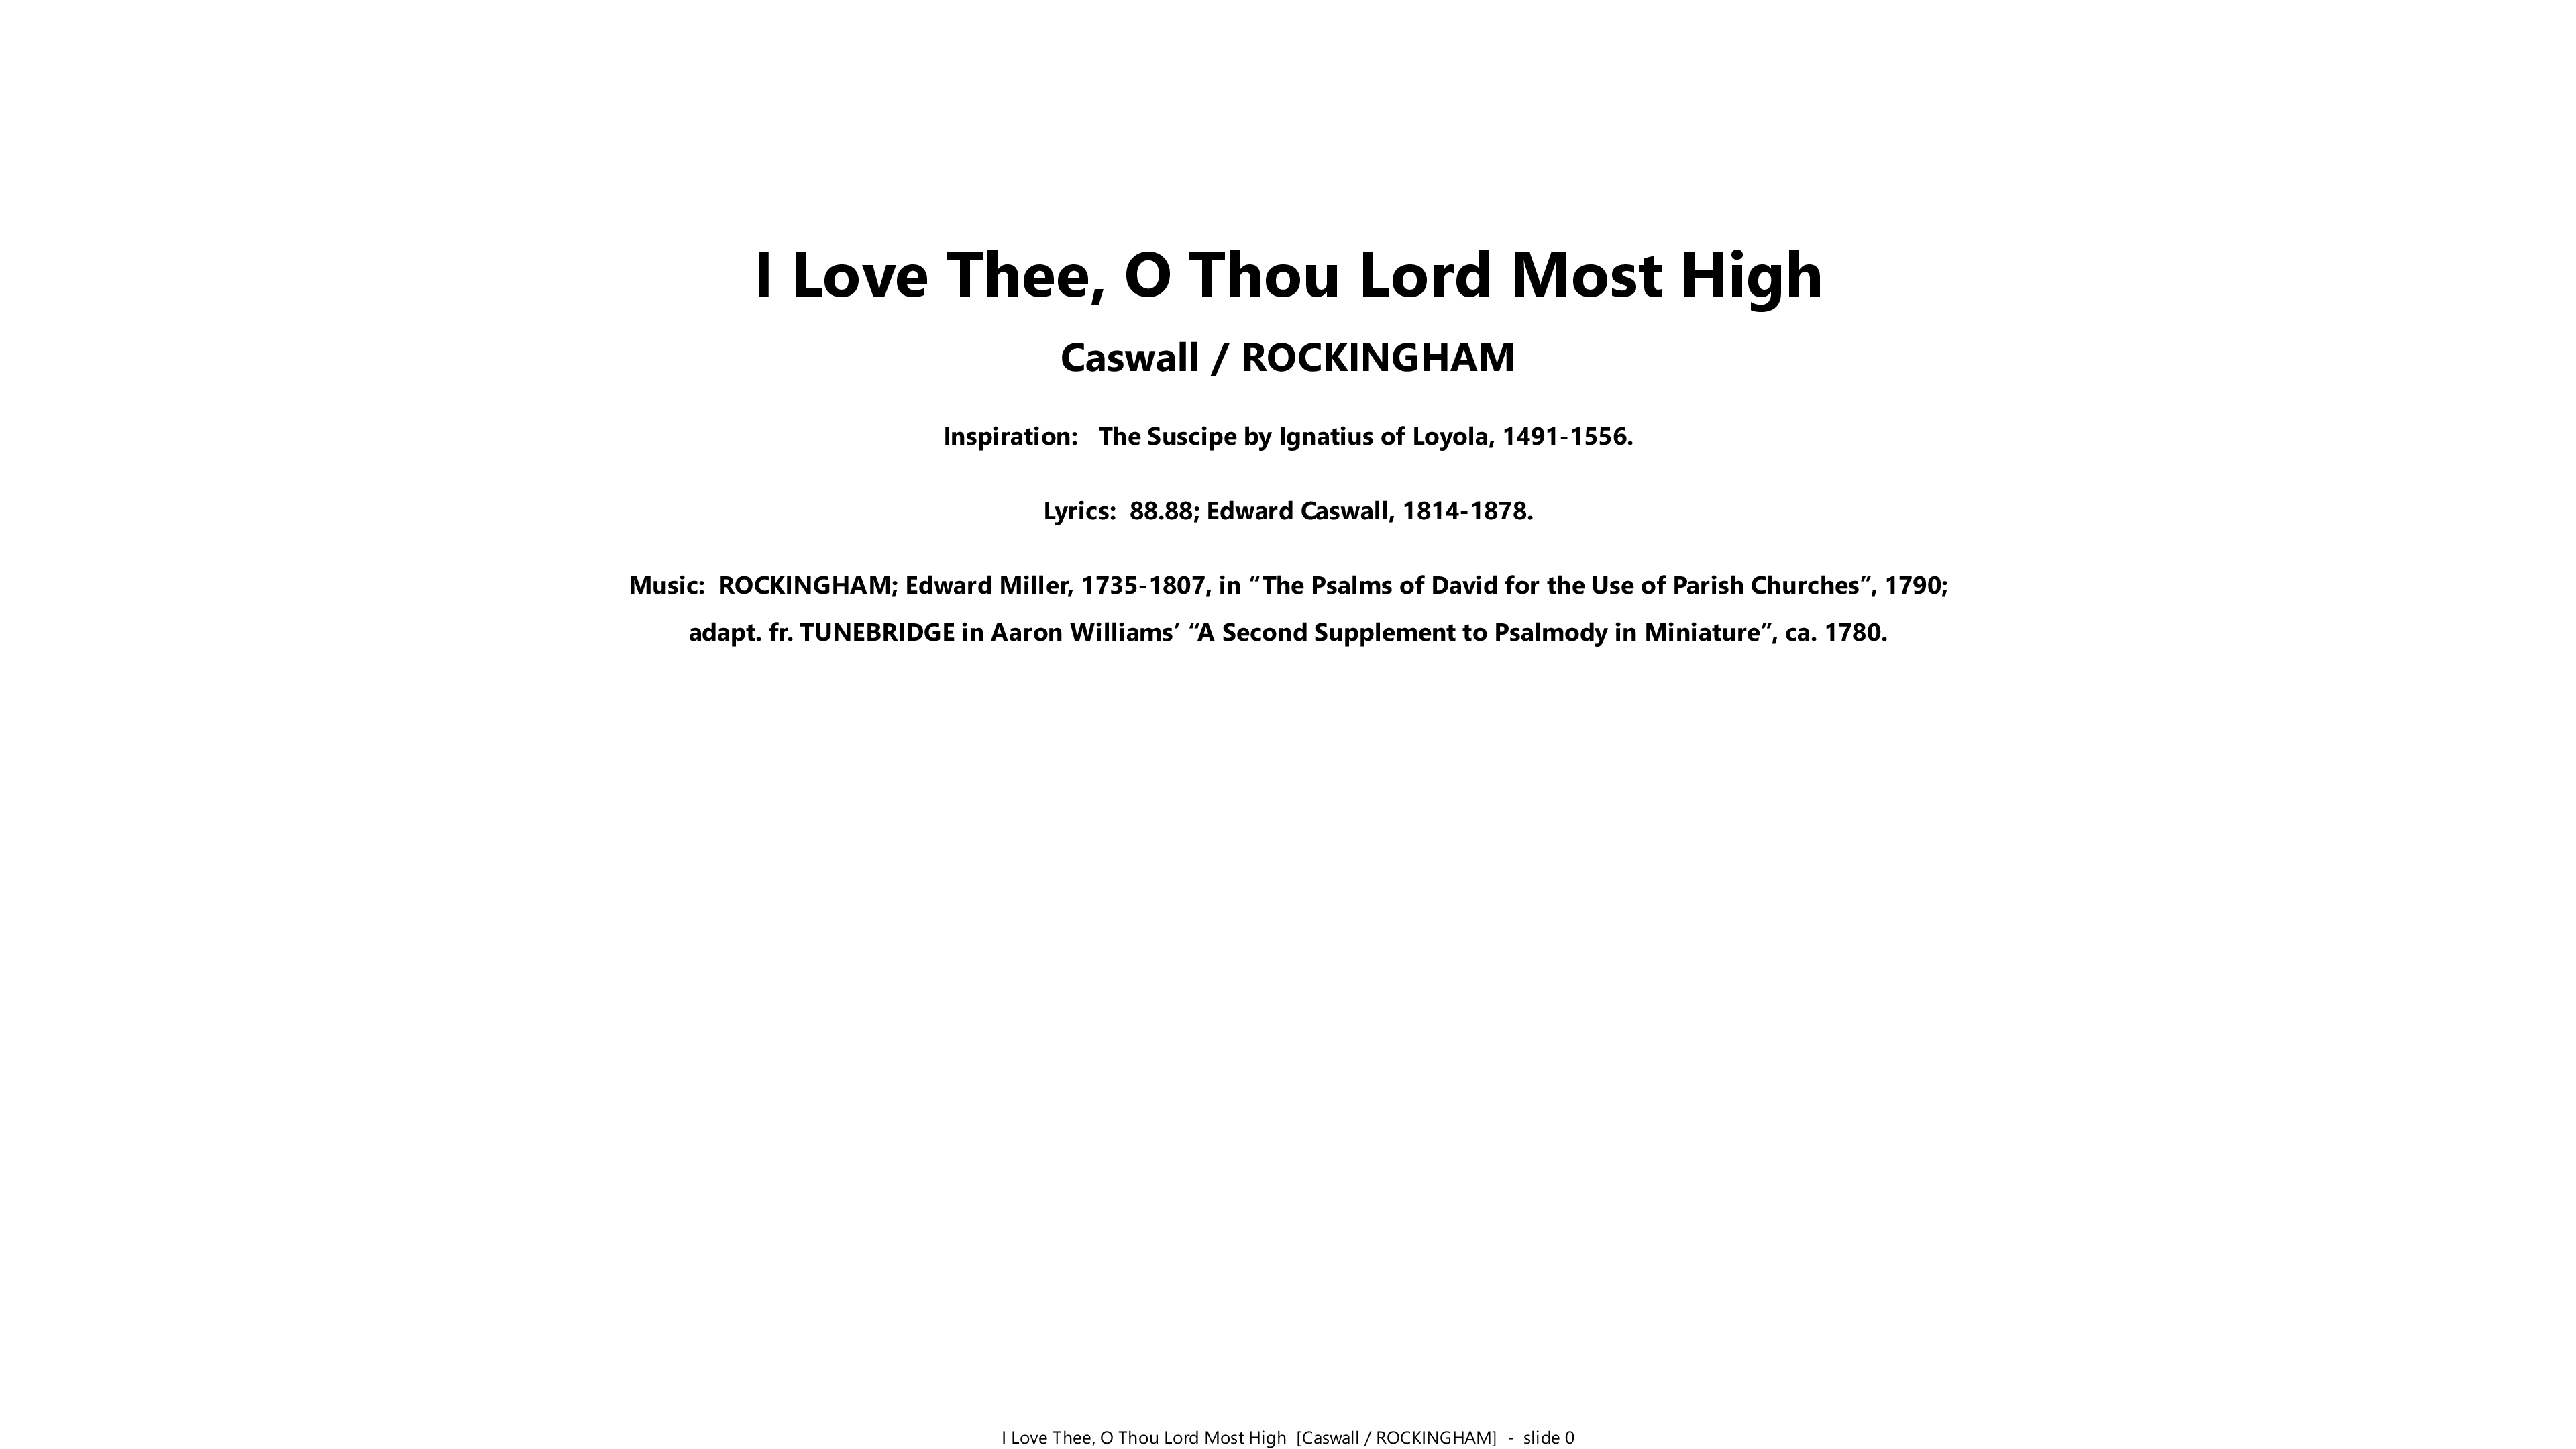 I Love Thee, O Thou Lord Most High
Caswall / ROCKINGHAM
Inspiration:   The Suscipe by Ignatius of Loyola, 1491-1556.
Lyrics:  88.88; Edward Caswall, 1814-1878.
Music:  ROCKINGHAM; Edward Miller, 1735-1807, in “The Psalms of David for the Use of Parish Churches”, 1790;
adapt. fr. TUNEBRIDGE in Aaron Williams’ “A Second Supplement to Psalmody in Miniature”, ca. 1780.
I Love Thee, O Thou Lord Most High  [Caswall / ROCKINGHAM]  -  slide 0